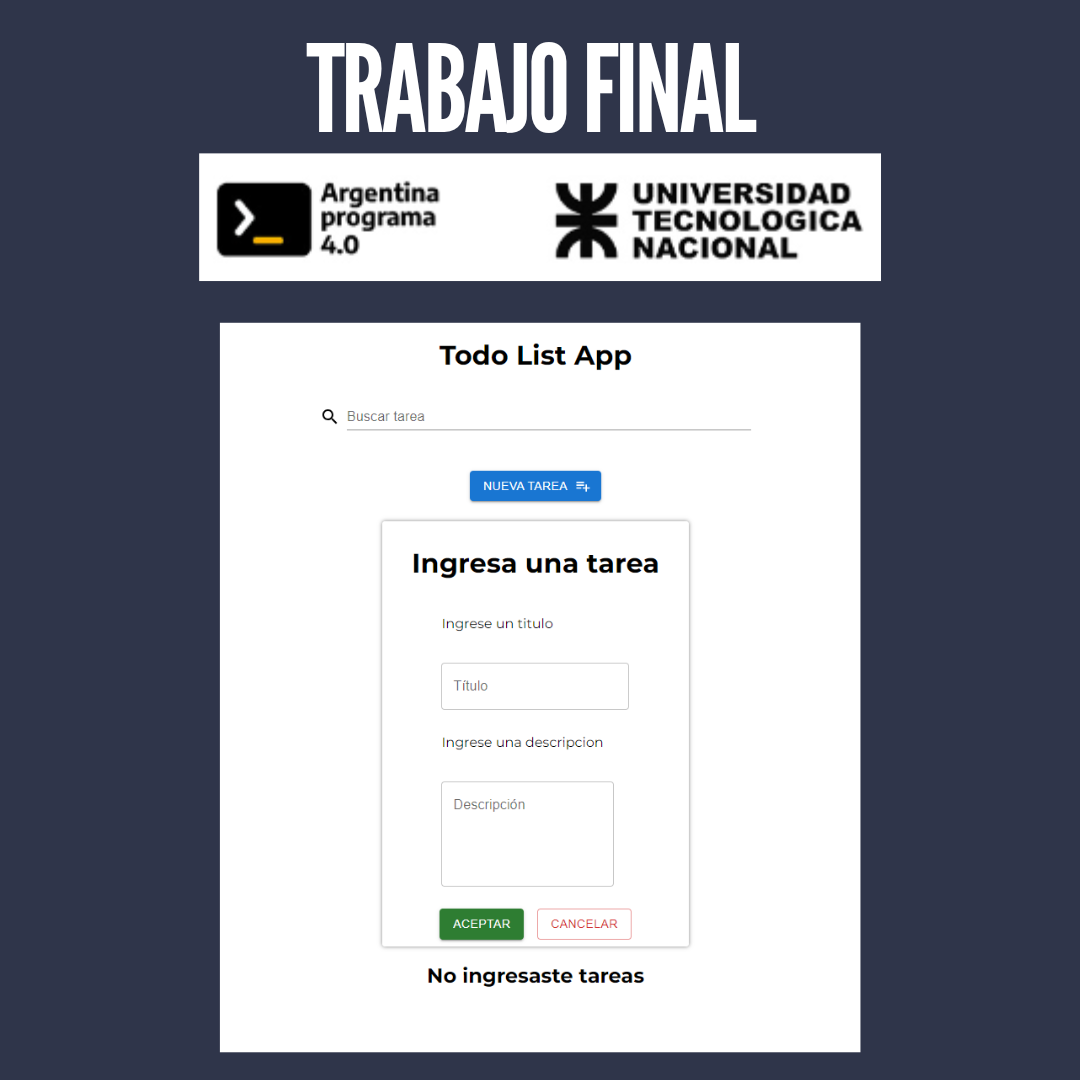 TRABAJO FINAL
Argentina
programa
4.0
UNIVERSIDAD
TECNOLOGICA
NACIONAL
Todo List App
Buscar tarea
NUEVA TAREA
Ingresa una tarea
Ingrese un titulo
Título
Ingrese una descripcion
Descripción
ACEPTAR
CANCELAR
No ingresaste tareas